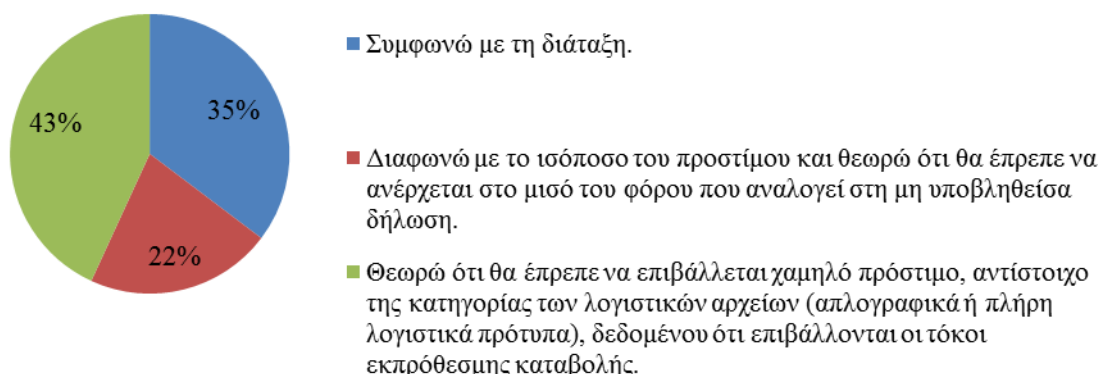 35%
43%
22%
Συμφωνώ με τη διάταξη.
Διαφωνώ με το ισόποσο του προστίμου και θεωρώ ότι θα έπρεπε να
ανέρχεται στο μισό του φόρου που αναλογεί στη μη υποβληθείσα
δήλωση.
Θεωρώ ότι θα έπρεπε να επιβάλλεται χαμηλό πρόστιμο, αντίστοιχο
της κατηγορίας των λογιστικών αρχείων (απλογραφικά ή πλήρη
λογιστικά πρότυπα), δεδομένου ότι επιβάλλονται οι τόκοι
εκπρόθεσμης καταβολής.